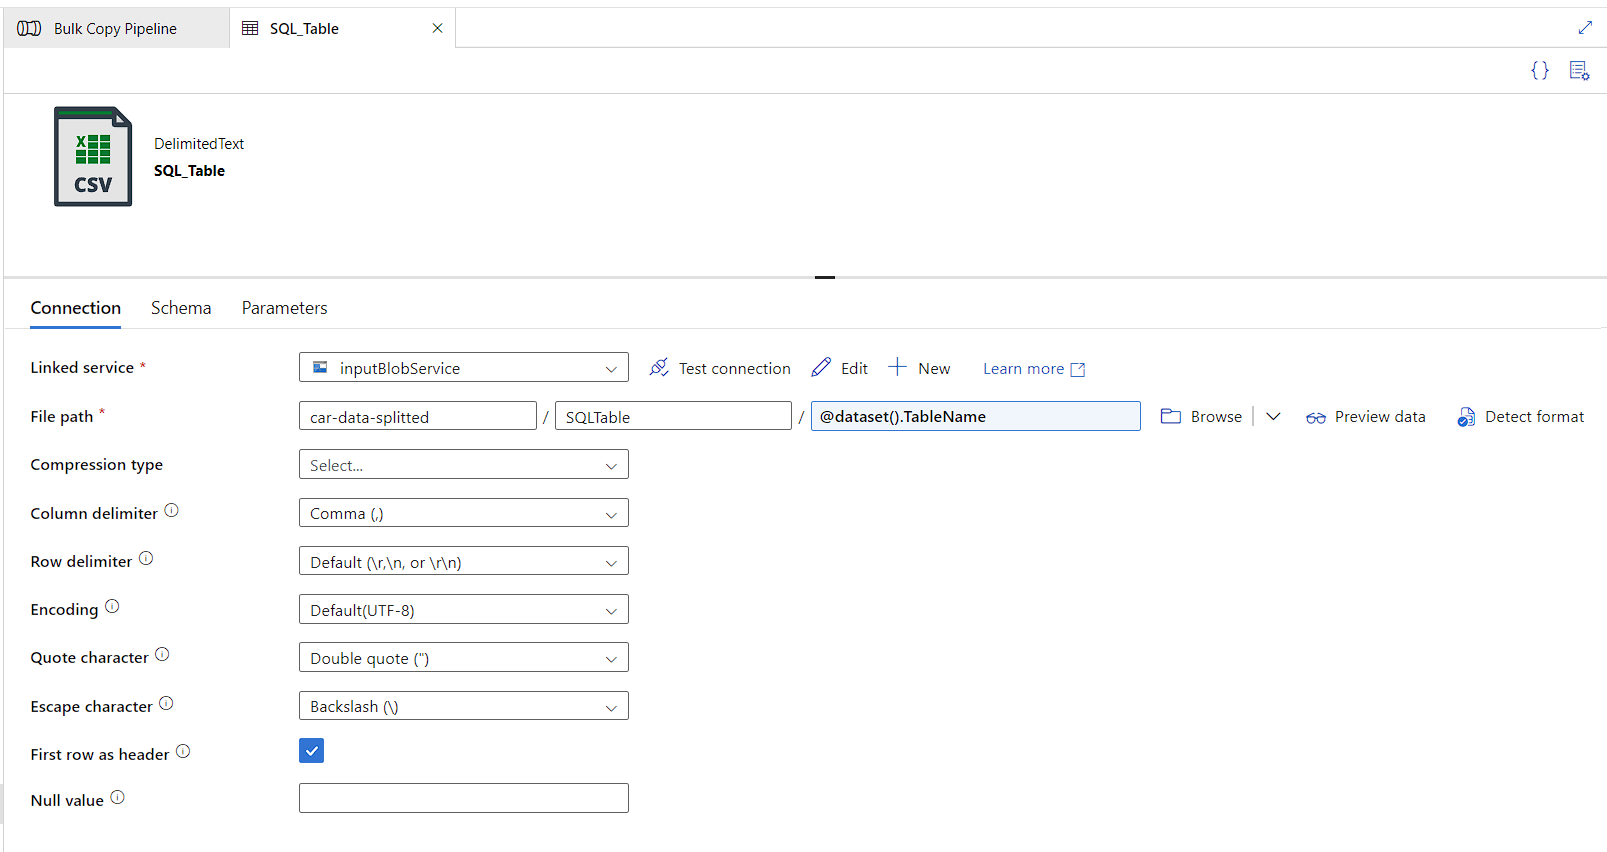 Bulk Copy Pipeline
SQL_Table
{ }
X
CSV
DelimitedText
SQL_Table
Connection Schema Parameters
Linked service * inputBlobService Test connection Edit New Learn more
File path * car-data-splitted / SQLTable / @dataset().TableName Browse Preview data Detect format
Compression type Select...
Column delimiter Comma (,)
Row delimiter Default (\r,\n, or \r\n)
Encoding Default(UTF-8)
Quote character Double quote (")
Escape character Backslash (\)
First row as header
Null value